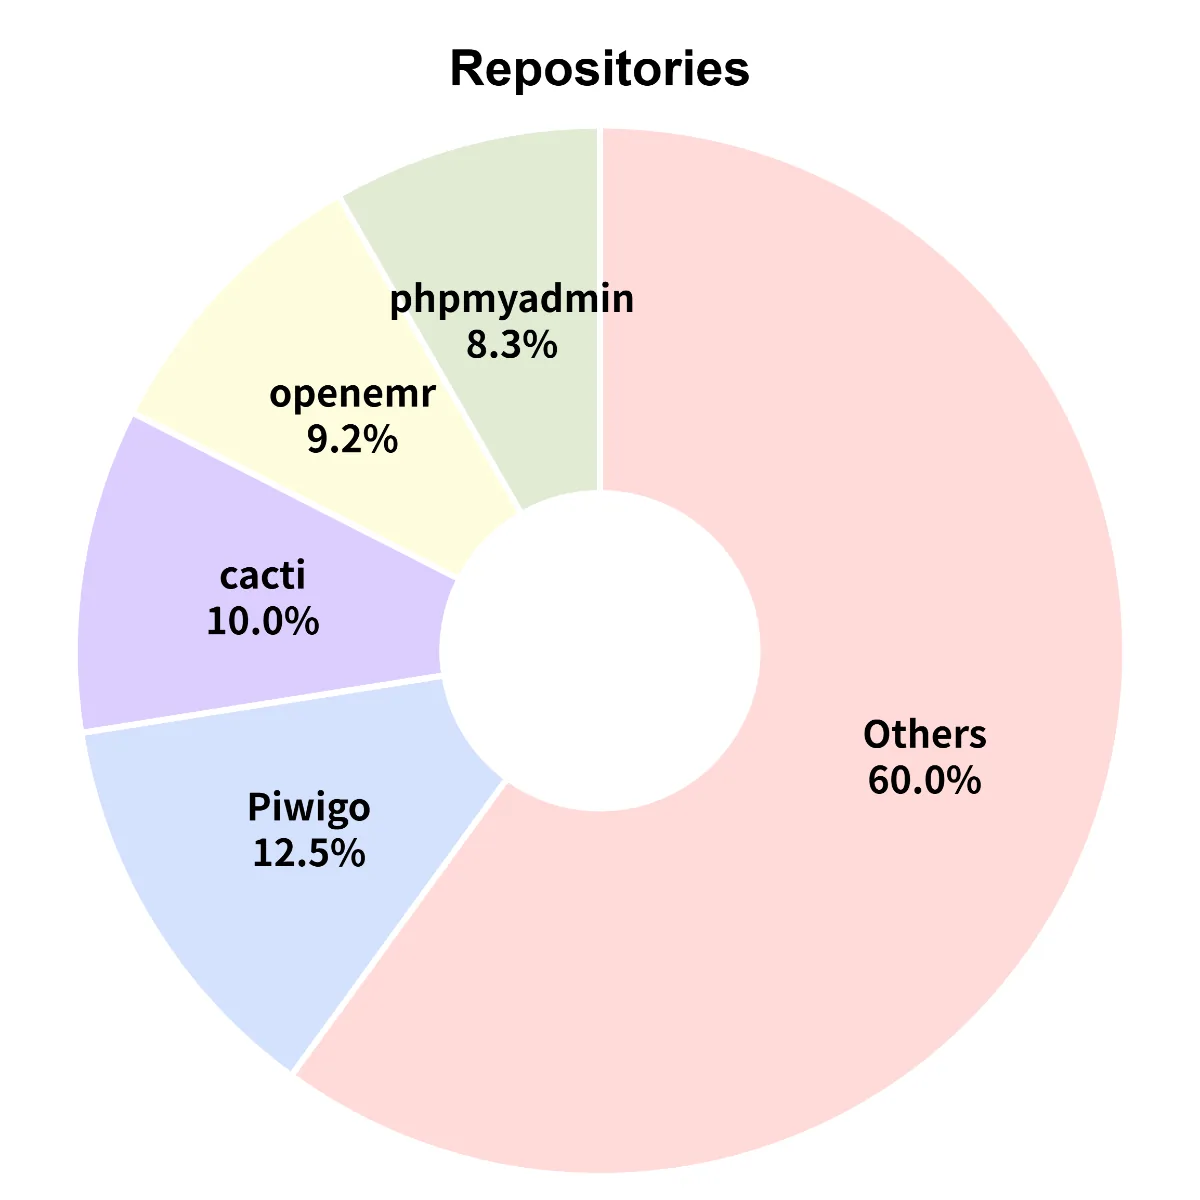 Repositories
phpmyadmin
8.3%
openemr
9.2%
cacti
10.0%
Others
60.0%
Piwigo
12.5%